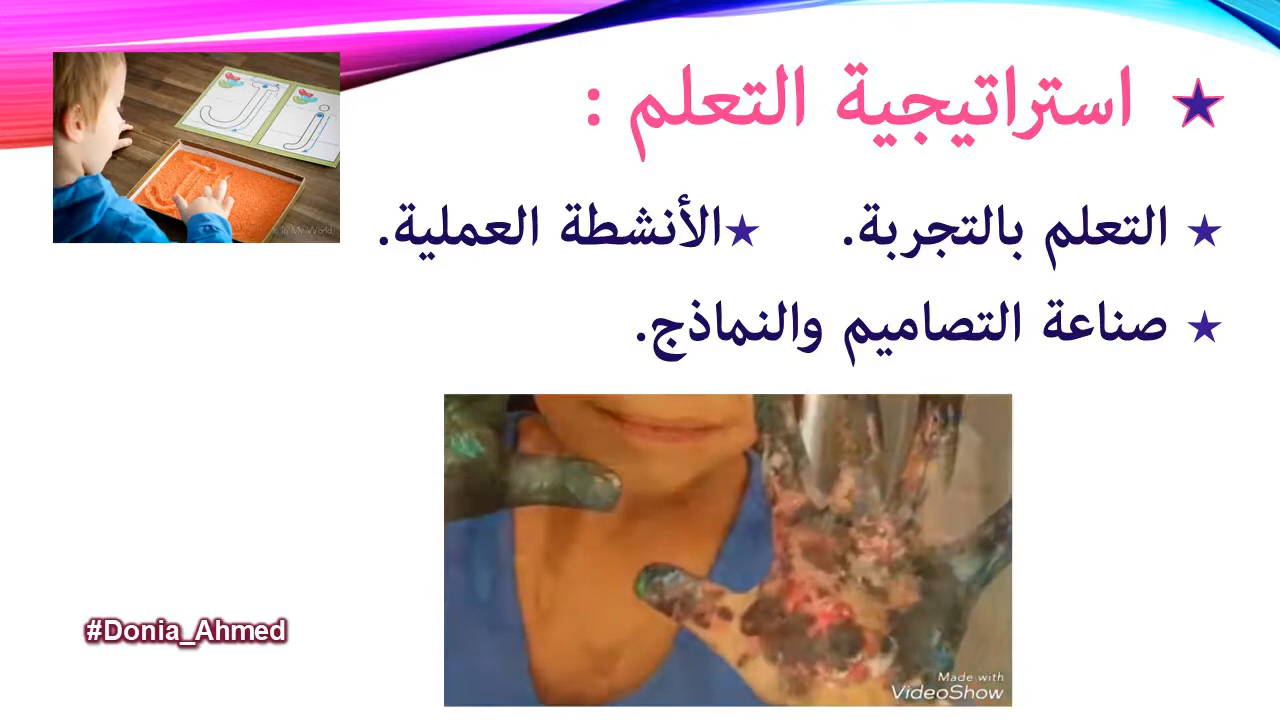 ★ استراتيجية التعلم :
★ التعلم بالتجربة. ★الأنشطة العملية.
★ صناعة التصاميم والنماذج.
#Donia_Ahmed
Made with
VideoShow